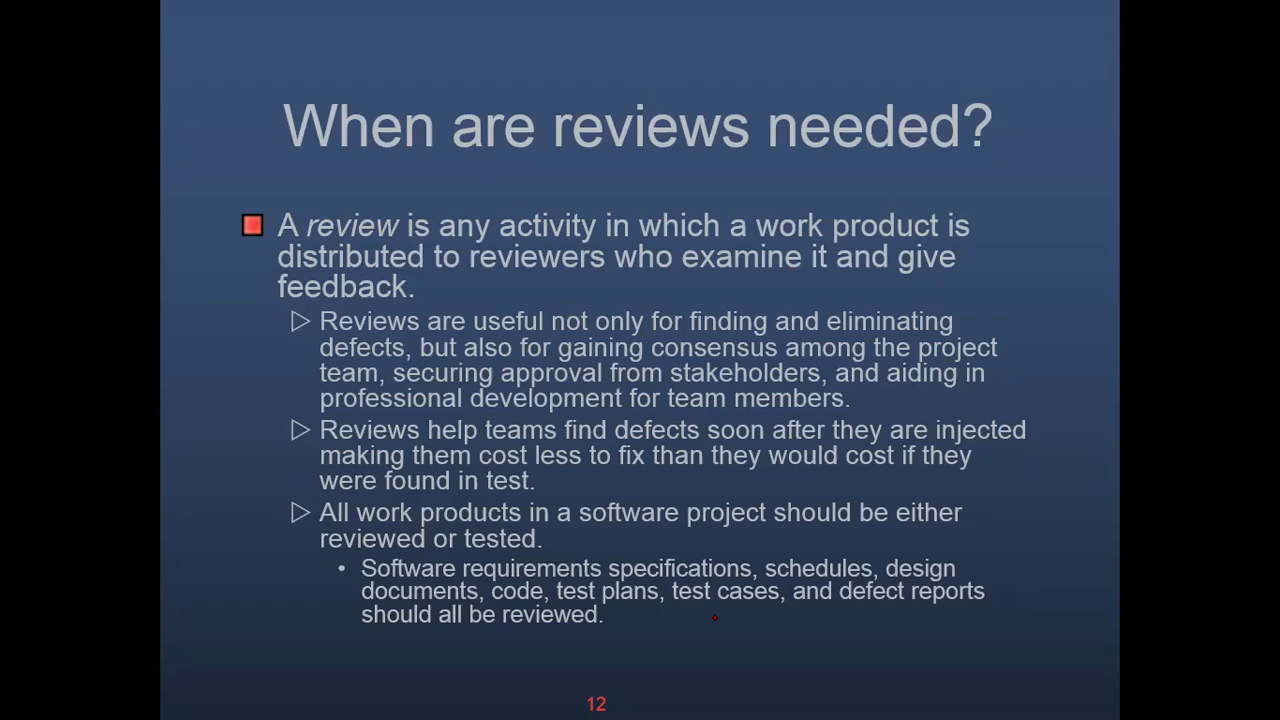 When are reviews needed?
A review is any activity in which a work product is
distributed to reviewers who examine it and give
feedback.
Reviews are useful not only for finding and eliminating
defects, but also for gaining consensus among the project
team, securing approval from stakeholders, and aiding in
professional development for team members.
Reviews help teams find defects soon after they are injected
making them cost less to fix than they would cost if they
were found in test.
All work products in a software project should be either
reviewed or tested.
• Software requirements specifications, schedules, design
documents, code, test plans, test cases, and defect reports
should all be reviewed.
12